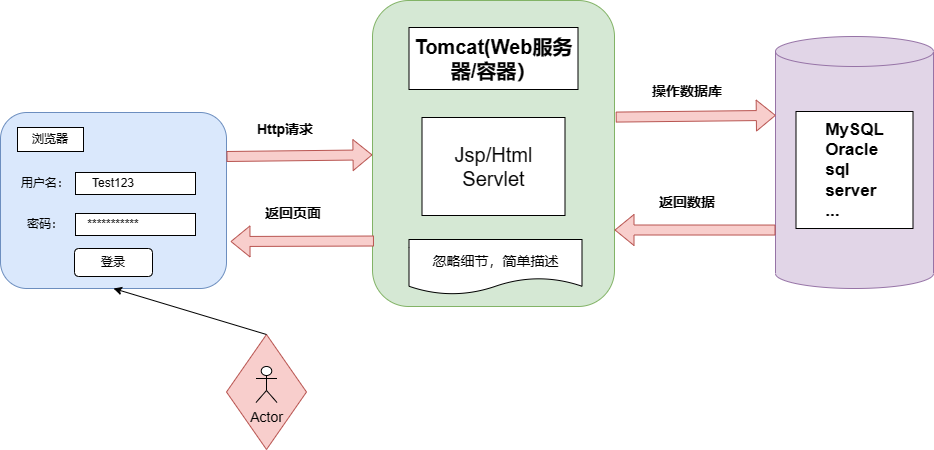 浏览器
用户名：
Test123
密码：
***********
登录
Actor
Http请求
返回页面
Tomcat(Web服务
器/容器）
Jsp/Html
Servlet
忽略细节，简单描述
操作数据库
返回数据
MySQL
Oracle
sql
server
...